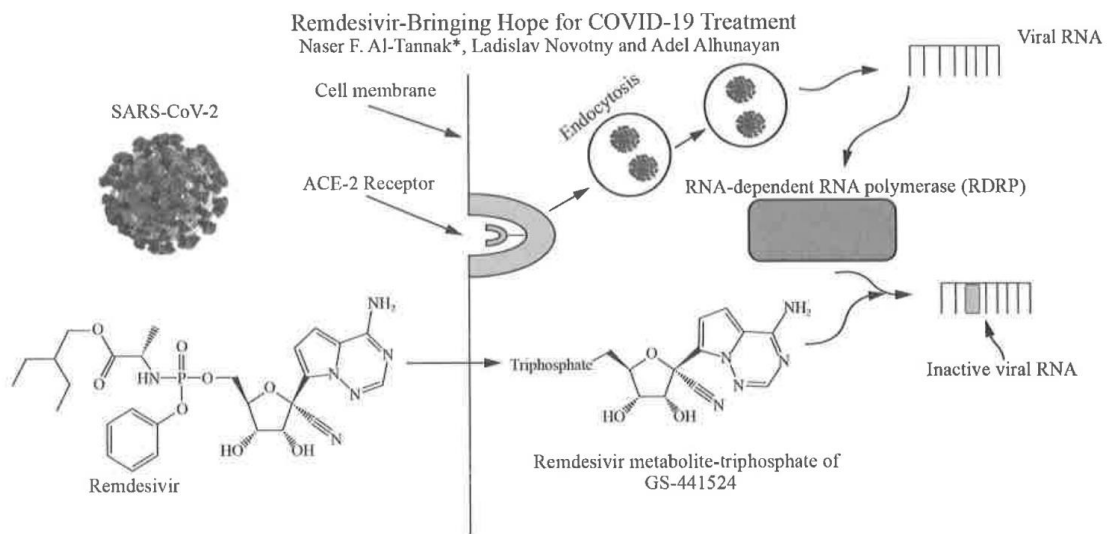 Remdesivir-Bringing Hope for COVID-19 Treatment
Naser F. Al-Tannak*, Ladislav Novotny and Adel Alhunayan
Viral RNA
Cell membrane
SARS-CoV-2
Endocytosis
ACE-2 Receptor
RNA-dependent RNA polymerase (RDRP)
NH₂
NH₂
O
O
HN
P
O
O
O
O
N
N
N
N
HO
OH
Triphosphate
O
N
N
N
N
HO
OH
Inactive viral RNA
Remdesivir
Remdesivir metabolite-triphosphate of
GS-441524